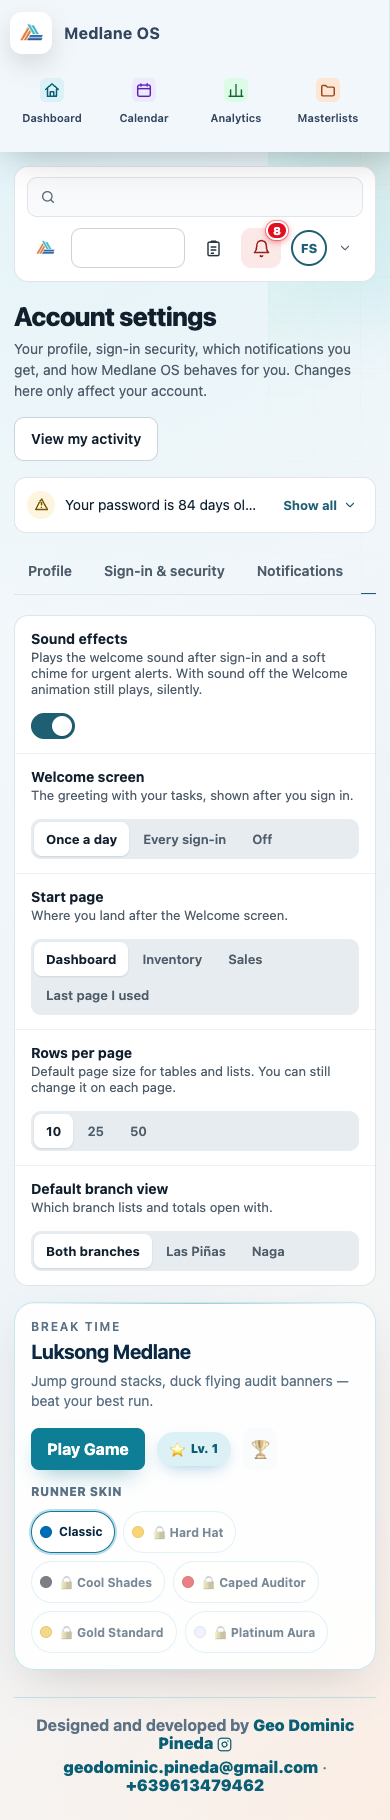 Medlane OS
Dashboard
Calendar
Analytics
Masterlists
8
FS
Account settings
Your profile, sign-in security, which notifications you
get, and how Medlane OS behaves for you. Changes
here only affect your account.
View my activity
Your password is 84 days ol...
Show all
Profile
Sign-in & security
Notifications
Sound effects
Plays the welcome sound after sign-in and a soft
chime for urgent alerts. With sound off the Welcome
animation still plays, silently.
Welcome screen
The greeting with your tasks, shown after you sign in.
Once a day
Every sign-in
Off
Start page
Where you land after the Welcome screen.
Dashboard
Inventory
Sales
Last page I used
Rows per page
Default page size for tables and lists. You can still
change it on each page.
10
25
50
Default branch view
Which branch lists and totals open with.
Both branches
Las Piñas
Naga
BREAK TIME
Luksong Medlane
Jump ground stacks, duck flying audit banners —
beat your best run.
Play Game
Lv. 1
RUNNER SKIN
Classic
Hard Hat
Cool Shades
Caped Auditor
Gold Standard
Platinum Aura
Designed and developed by Geo Dominic
Pineda
geodominic.pineda@gmail.com ·
+639613479462